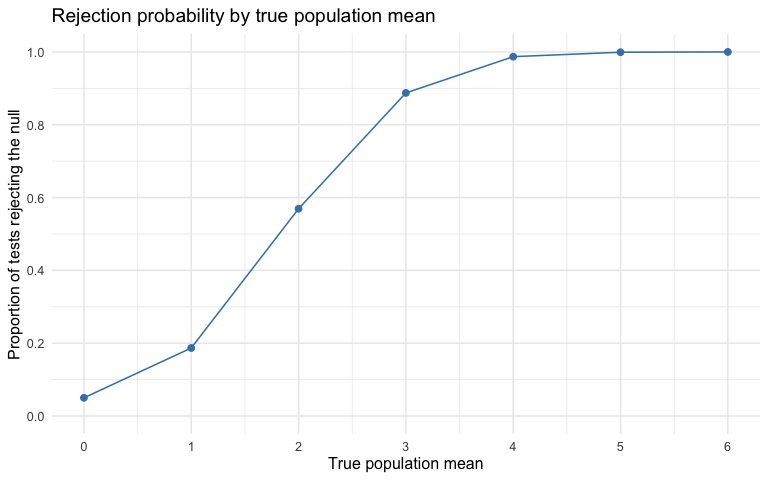 Rejection probability by true population mean
Proportion of tests rejecting the null
1.0
0.8
0.6
0.4
0.2
0.0
0 1 2 3 4 5 6
True population mean